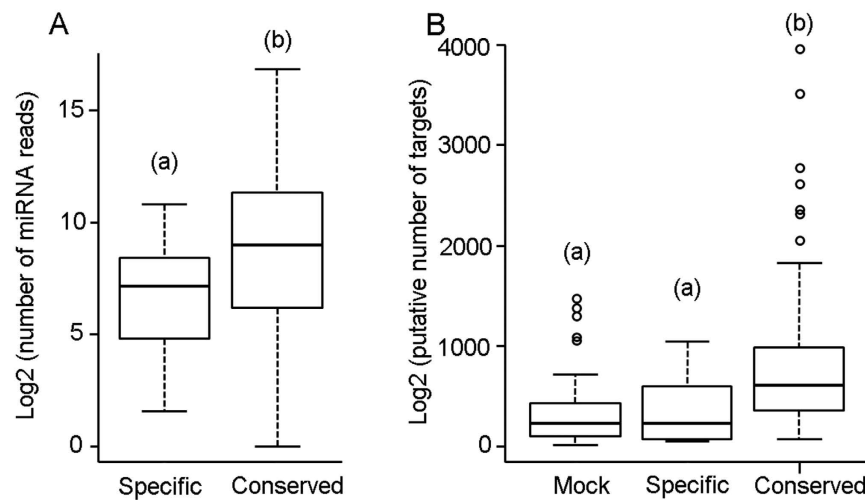 A
Log2 (number of miRNA reads)
15
10
5
0
(a)
(b)
Specific
Conserved
B
Log2 (putative number of targets)
4000
3000
2000
1000
0
(a)
(a)
(b)
Mock
Specific
Conserved